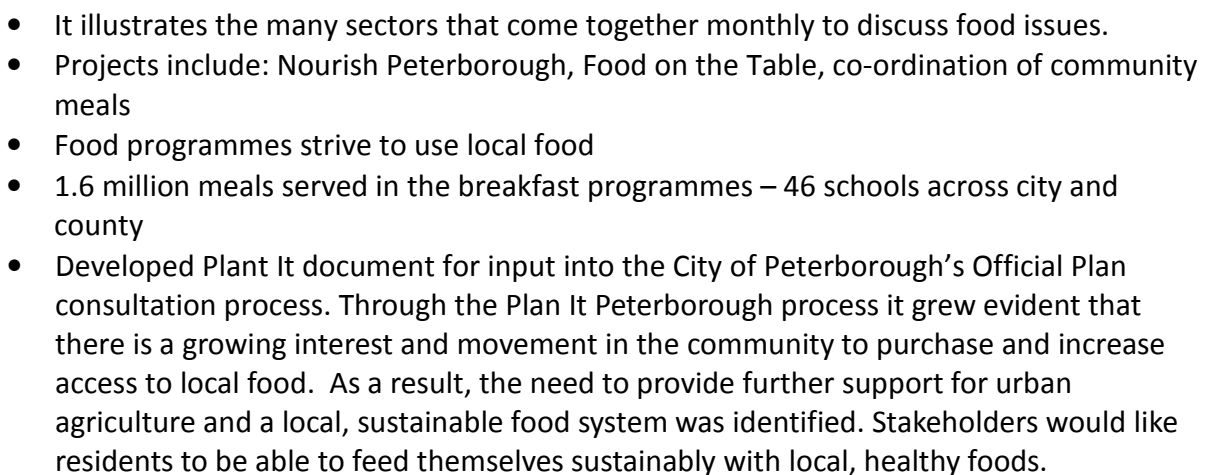 • It illustrates the many sectors that come together monthly to discuss food issues.
• Projects include: Nourish Peterborough, Food on the Table, co-ordination of community
meals
• Food programmes strive to use local food
• 1.6 million meals served in the breakfast programmes – 46 schools across city and
county
• Developed Plant It document for input into the City of Peterborough’s Official Plan
consultation process. Through the Plan It Peterborough process it grew evident that
there is a growing interest and movement in the community to purchase and increase
access to local food.  As a result, the need to provide further support for urban
agriculture and a local, sustainable food system was identified. Stakeholders would like
residents to be able to feed themselves sustainably with local, healthy foods.